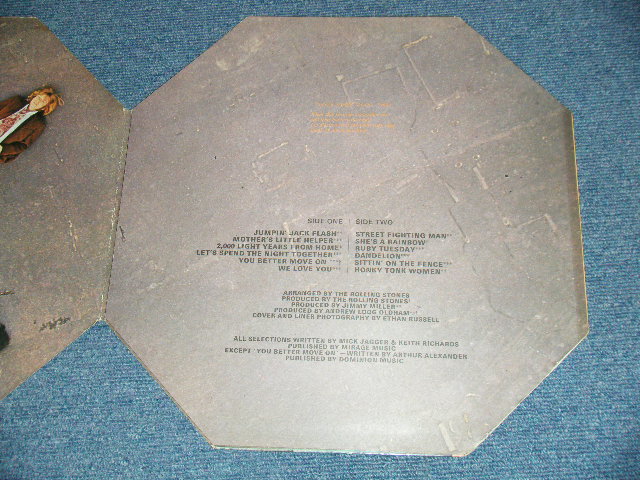 SIDE ONE | SIDE TWO
JUMPIN' JACK FLASH** | STREET FIGHTING MAN**
MOTHER'S LITTLE HELPER*** | SHE'S A RAINBOW*
2,000 LIGHT YEARS FROM HOME* | RUBY TUESDAY***
LET'S SPEND THE NIGHT TOGETHER*** | DANDELION***
YOU BETTER MOVE ON *** | SITTIN' ON THE FENCE***
WE LOVE YOU*** | HONKY TONK WOMEN**
ARRANGED BY THE ROLLING STONES
PRODUCED BY THE ROLLING STONES*
PRODUCED BY JIMMY MILLER**
PRODUCED BY ANDREW LOOG OLDHAM***
COVER AND LINER PHOTOGRAPHY BY ETHAN RUSSELL
ALL SELECTIONS WRITTEN BY MICK JAGGER & KEITH RICHARDS
PUBLISHED BY MIRAGE MUSIC
EXCEPT "YOU BETTER MOVE ON"—WRITTEN BY ARTHUR ALEXANDER
PUBLISHED BY DOMINION MUSIC